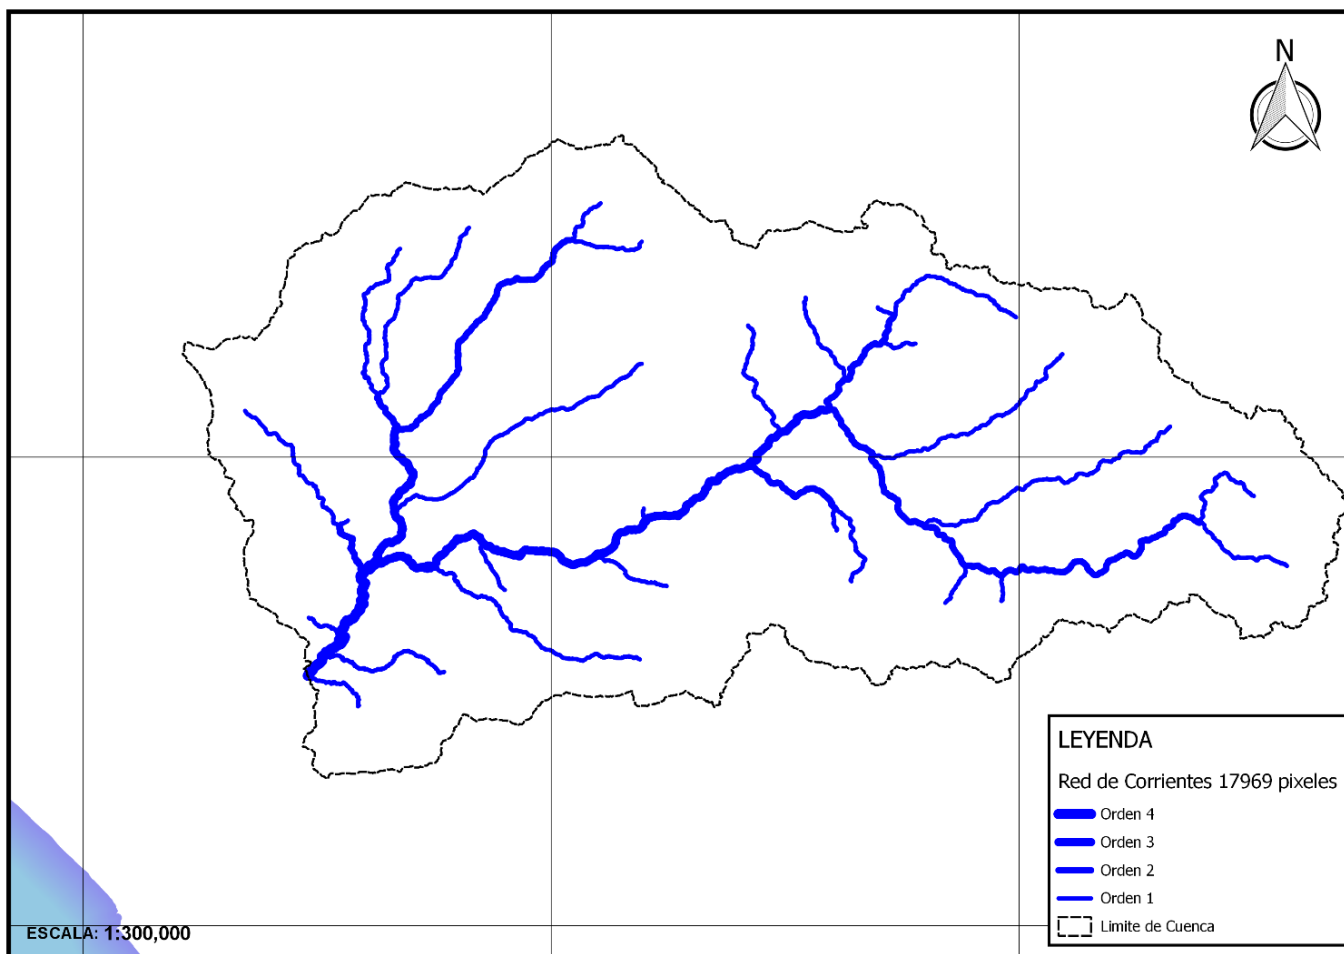 N
LEYENDA
Red de Corrientes 17969 pixeles
Orden 4
Orden 3
Orden 2
Orden 1
Limite de Cuenca
ESCALA: 1:300,000